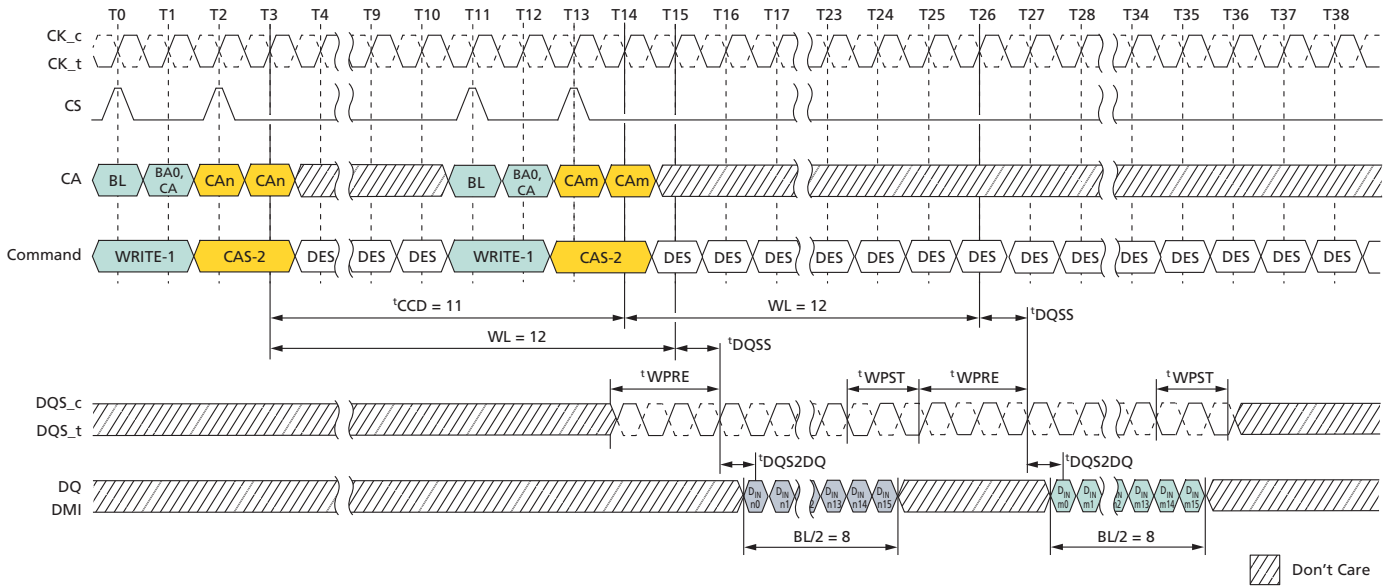 T0 T1 T2 T3 T4 T9 T10 T11 T12 T13 T14 T15 T16 T17 T23 T24 T25 T26 T27 T28 T34 T35 T36 T37 T38
CK_c
CK_t
CS
CA BL BA0, CA CAn CAn BL BA0, CA CAm CAm
Command WRITE-1 CAS-2 DES DES DES WRITE-1 CAS-2 DES DES DES DES DES DES DES DES DES DES DES DES DES DES
tCCD = 11 WL = 12 tDQSS
WL = 12 tDQSS
tWPRE tWPST tWPRE tWPST
DQS_c
DQS_t
tDQS2DQ tDQS2DQ
DQ
DMI
DIN n0 DIN n1 DIN n13 DIN n14 DIN n15 DIN m0 DIN m1 DIN m13 DIN m14 DIN m15
BL/2 = 8 BL/2 = 8
Don't Care